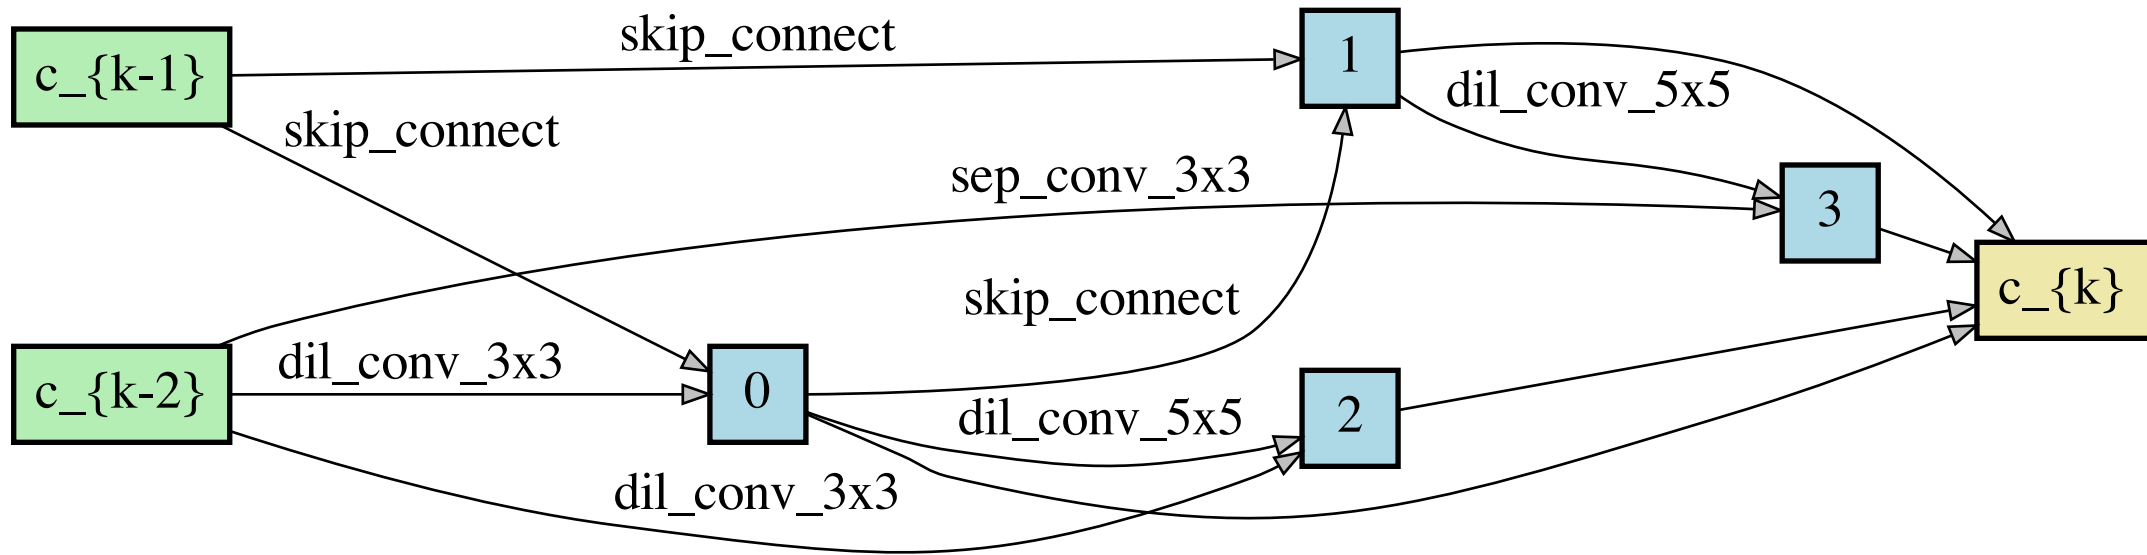 skip_connect
1
c_{k-1}
dil_conv_5x5
skip_connect
sep_conv_3x3
3
skip_connect
c_{k}
dil_conv_3x3
c_{k-2}
0
dil_conv_5x5
2
dil_conv_3x3